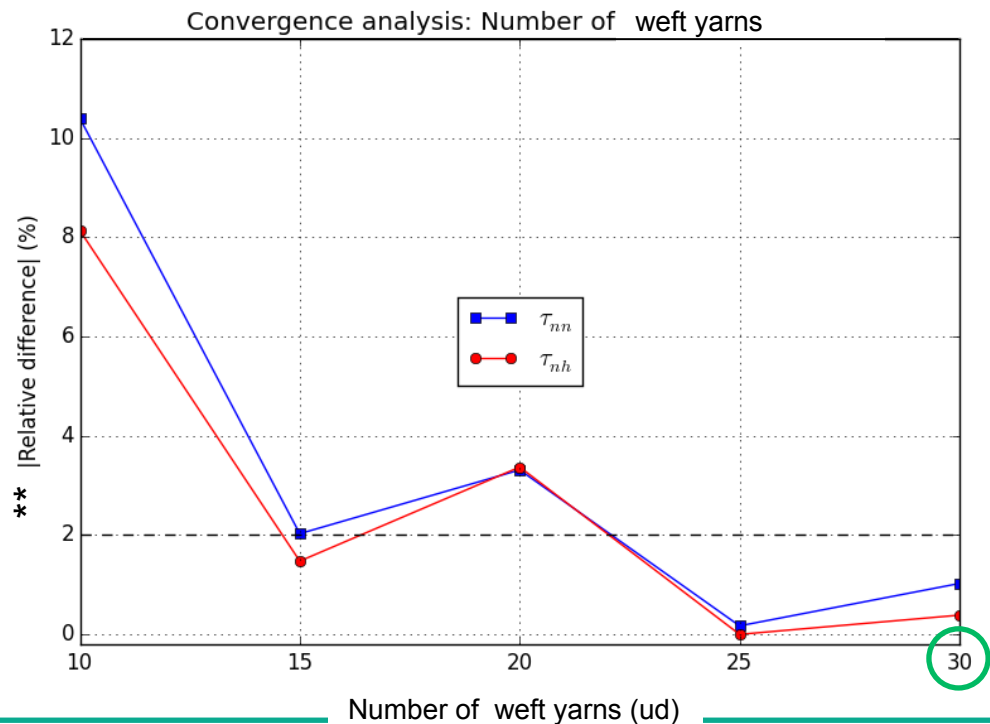 Convergence analysis: Number of weft yarns
12
10
8
6
4
2
0
** |Relative difference| (%)
τnn
τnh
10 15 20 25 30
Number of weft yarns (ud)